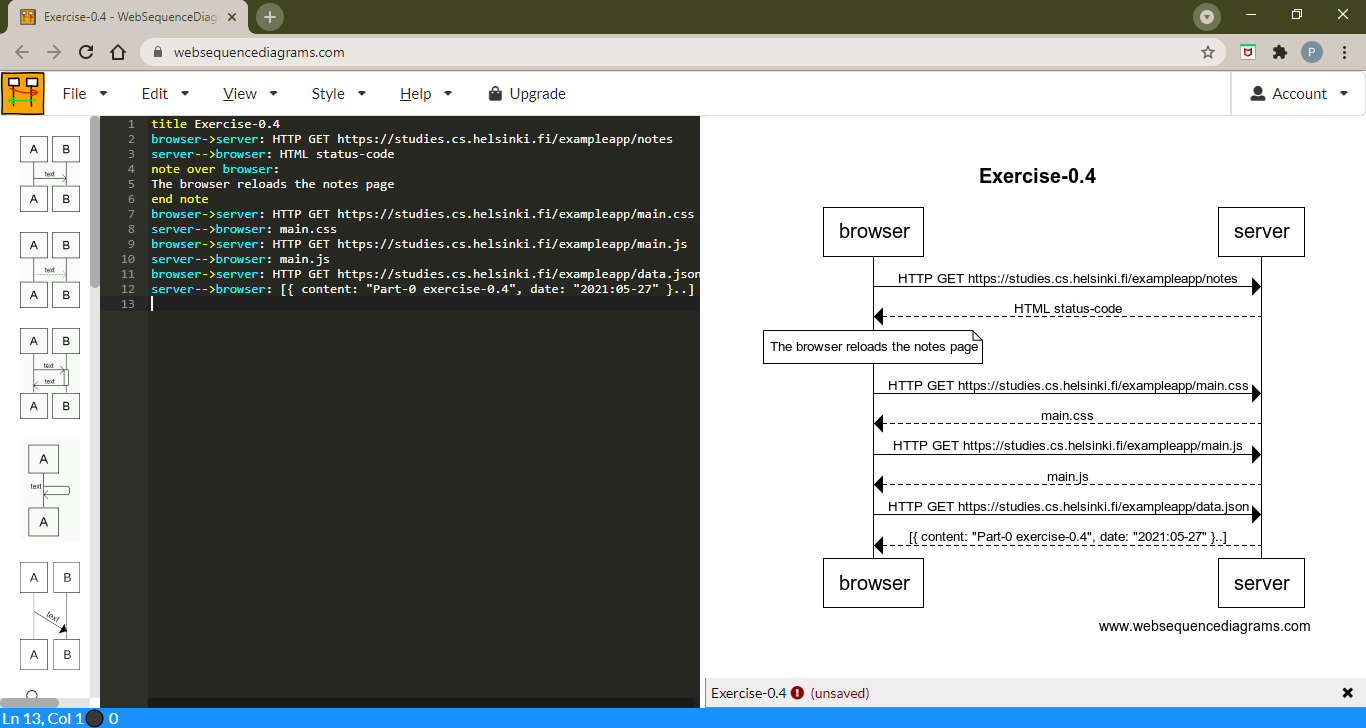 Exercise-0.4 - WebSequenceDiag
websequencediagrams.com
P
File Edit View Style Help Upgrade Account
A B
text
A B
A B
text
A B
A B
text
text
A B
A
text
A
A B
text
A B
1 title Exercise-0.4
2 browser->server: HTTP GET https://studies.cs.helsinki.fi/exampleapp/notes
3 server-->browser: HTML status-code
4 note over browser:
5 The browser reloads the notes page
6 end note
7 browser->server: HTTP GET https://studies.cs.helsinki.fi/exampleapp/main.css
8 server-->browser: main.css
9 browser->server: HTTP GET https://studies.cs.helsinki.fi/exampleapp/main.js
10 server-->browser: main.js
11 browser->server: HTTP GET https://studies.cs.helsinki.fi/exampleapp/data.json
12 server-->browser: [{ content: "Part-0 exercise-0.4", date: "2021:05-27" }..]
13
Exercise-0.4
browser server
HTTP GET https://studies.cs.helsinki.fi/exampleapp/notes
HTML status-code
The browser reloads the notes page
HTTP GET https://studies.cs.helsinki.fi/exampleapp/main.css
main.css
HTTP GET https://studies.cs.helsinki.fi/exampleapp/main.js
main.js
HTTP GET https://studies.cs.helsinki.fi/exampleapp/data.json
[{ content: "Part-0 exercise-0.4", date: "2021:05-27" }..]
browser server
www.websequencediagrams.com
Exercise-0.4 (unsaved)
Ln 13, Col 1 0